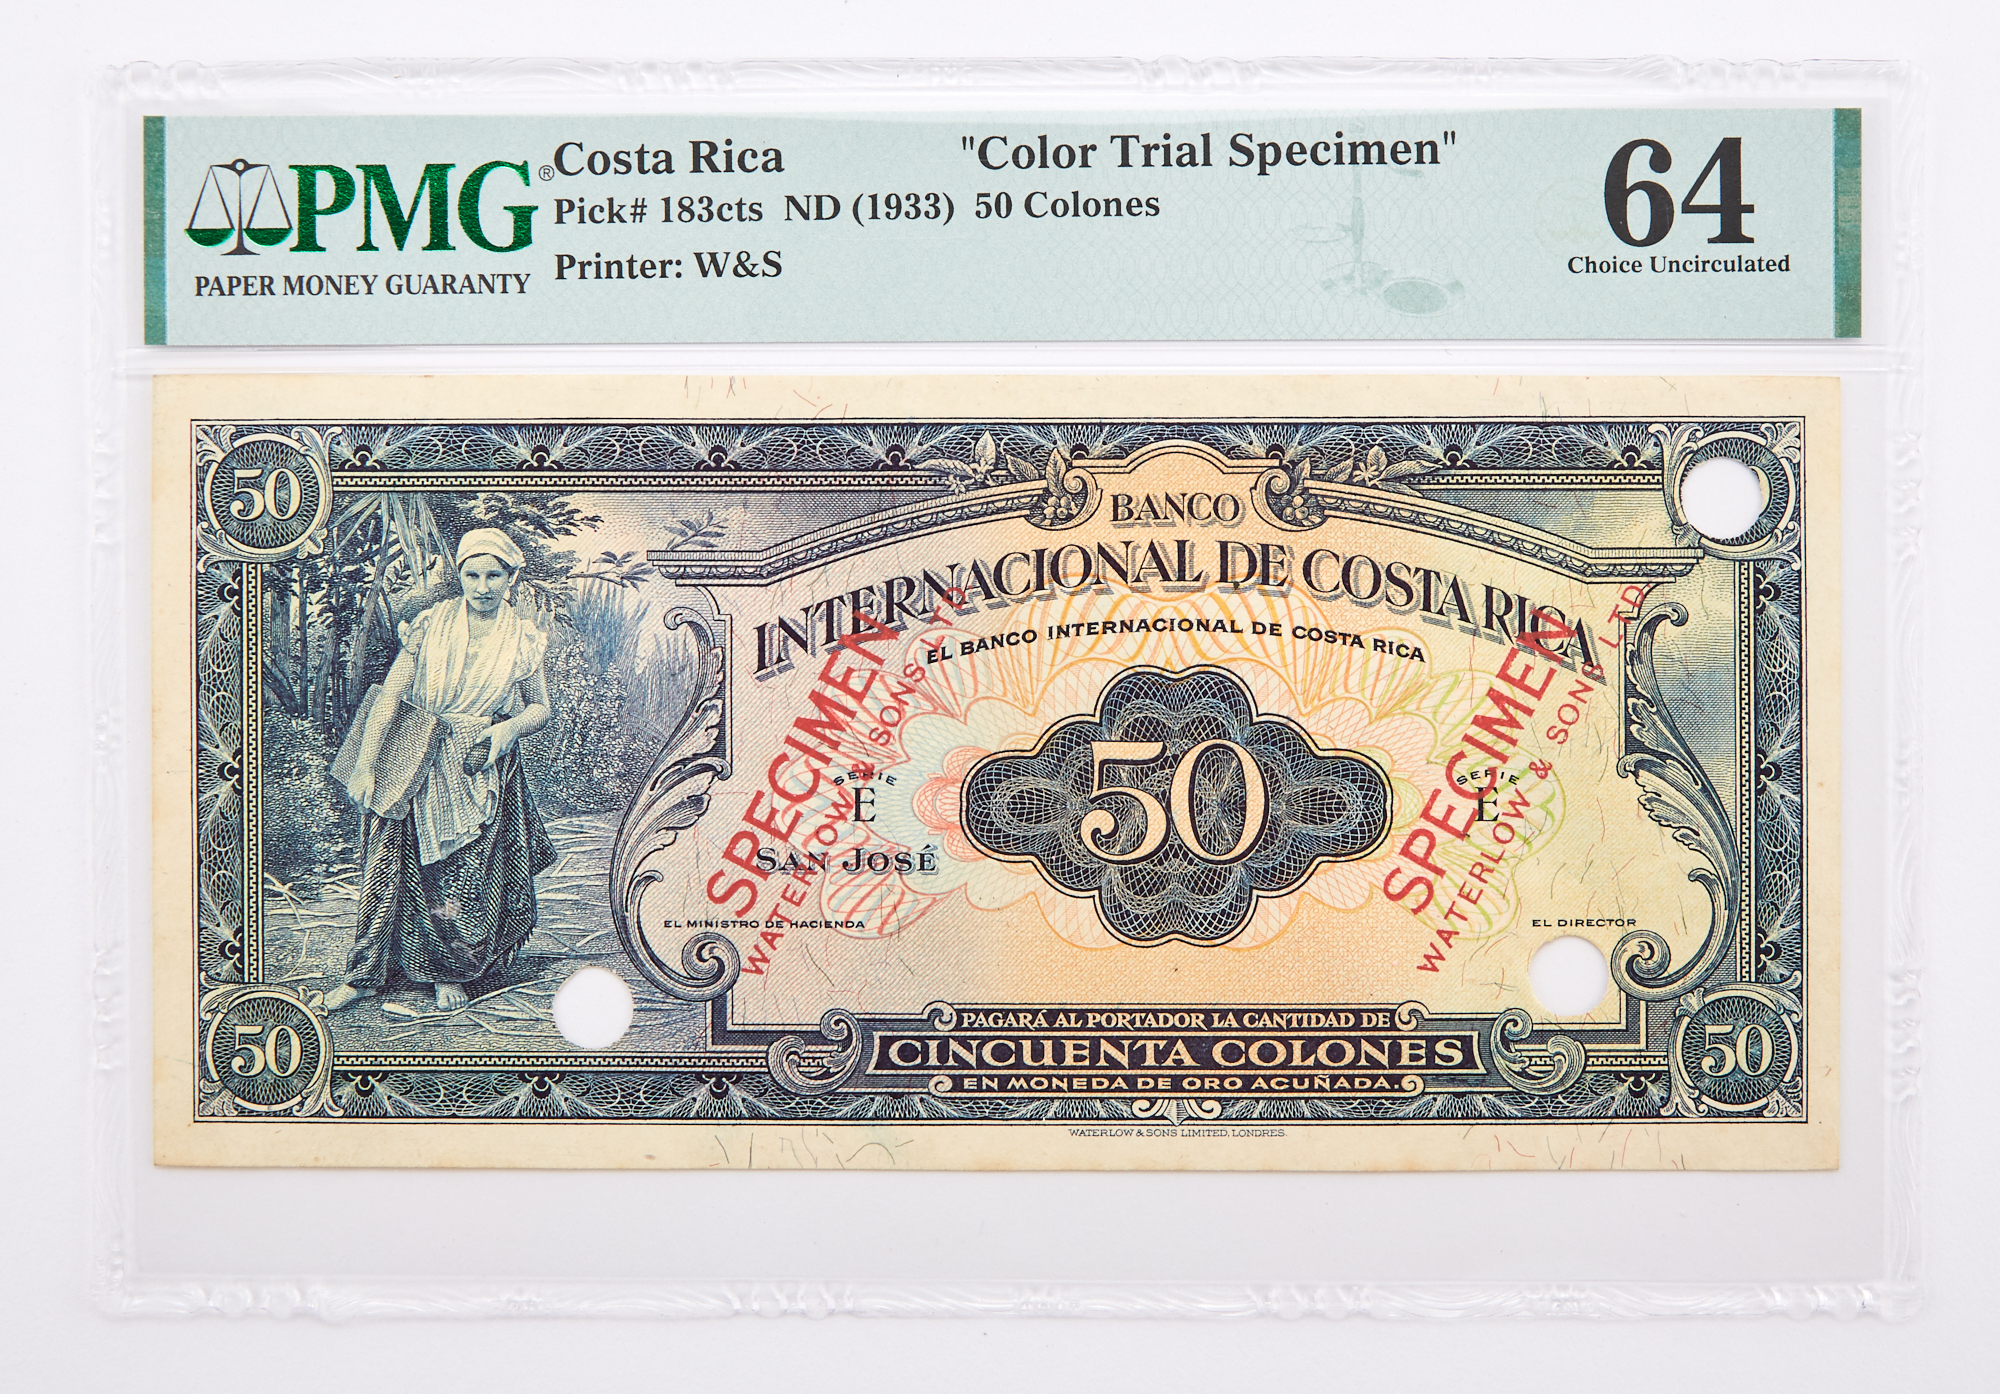 PMG®
PAPER MONEY GUARANTY
Costa Rica "Color Trial Specimen"
Pick# 183cts ND (1933) 50 Colones
Printer: W&S
64
Choice Uncirculated
50
BANCO
INTERNACIONAL DE COSTA RICA
EL BANCO INTERNACIONAL DE COSTA RICA
50
SERIE
E
SERIE
E
SAN JOSÉ
SPECIMEN
WATERLOW & SONS LTD
SPECIMEN
WATERLOW & SONS LTD
EL MINISTRO DE HACIENDA
EL DIRECTOR
PAGARÁ AL PORTADOR LA CANTIDAD DE
CINCUENTA COLONES
EN MONEDA DE ORO ACUÑADA.
50
50
WATERLOW & SONS LIMITED, LONDRES.